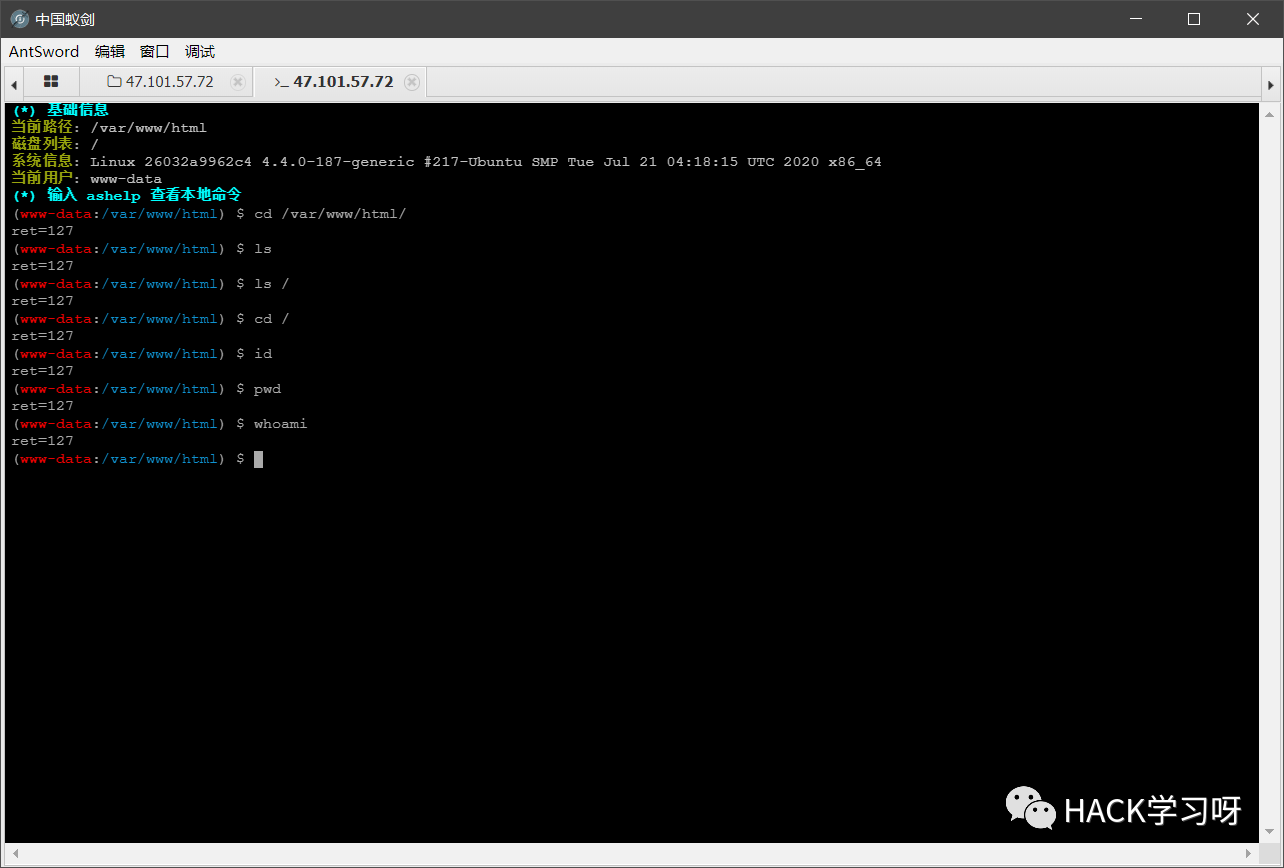 中国蚁剑
AntSword 编辑 窗口 调试
47.101.57.72 >_ 47.101.57.72
(*) 基础信息
当前路径: /var/www/html
磁盘列表: /
系统信息: Linux 26032a9962c4 4.4.0-187-generic #217-Ubuntu SMP Tue Jul 21 04:18:15 UTC 2020 x86_64
当前用户: www-data
(*) 输入 ashelp 查看本地命令
(www-data:/var/www/html) $ cd /var/www/html/
ret=127
(www-data:/var/www/html) $ ls
ret=127
(www-data:/var/www/html) $ ls /
ret=127
(www-data:/var/www/html) $ cd /
ret=127
(www-data:/var/www/html) $ id
ret=127
(www-data:/var/www/html) $ pwd
ret=127
(www-data:/var/www/html) $ whoami
ret=127
(www-data:/var/www/html) $
HACK学习呀